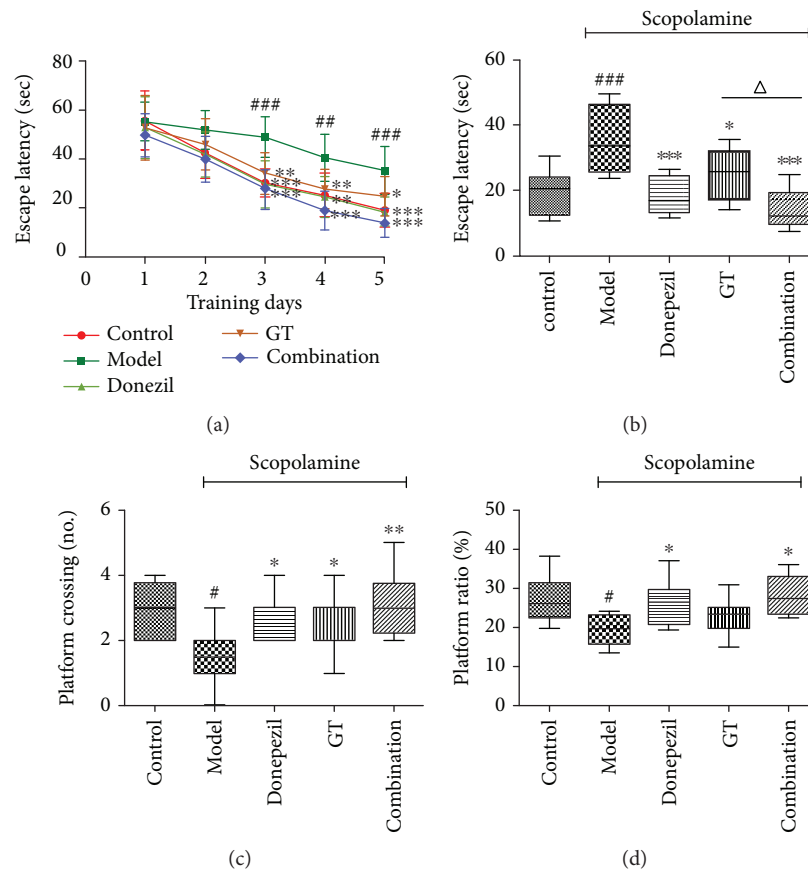 Escape latency (sec)
80
60
40
20
0
###
##
###
**
***
***
**
**
***
*
***
***
0
1
2
3
4
5
Training days
Control
Model
Donezil
GT
Combination
(a)
Scopolamine
Escape latency (sec)
60
40
20
0
###
***
*
Δ
***
control
Model
Donepezil
GT
Combination
(b)
Scopolamine
Platform crossing (no.)
6
4
2
0
#
*
*
**
Control
Model
Donepezil
GT
Combination
(c)
Scopolamine
Platform ratio (%)
50
40
30
20
10
0
#
*
*
Control
Model
Donepezil
GT
Combination
(d)